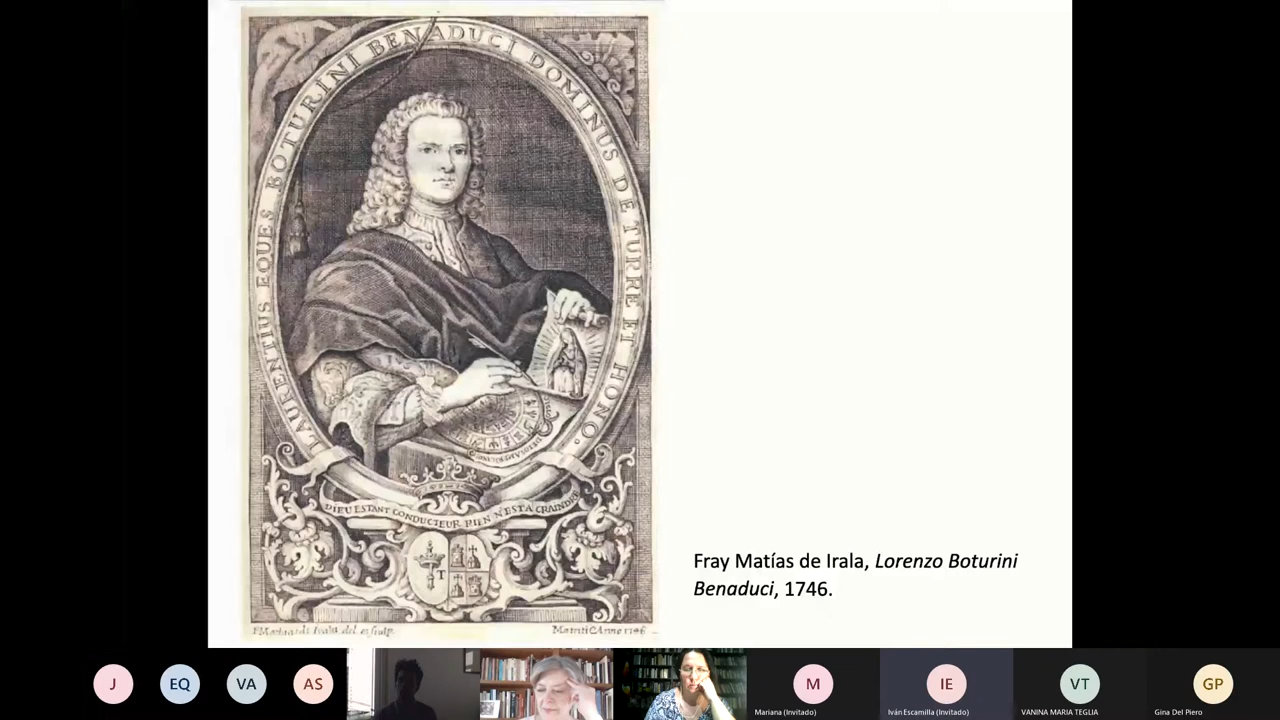 LAURENTIUS EQUES BOTURINI BENADUCI DOMINUS DE TURRE ET HONO.
DIEU ESTANT CONDUCTEUR RIEN N'ESTA CRAINDRE
T
Fray Matías de Irala, Lorenzo Boturini
Benaduci, 1746.
J
EQ
VA
AS
M
Mariana (Invitado)
IE
Iván Escamilla (Invitado)
VT
VANINA MARIA TEGLIA
GP
Gina Del Piero